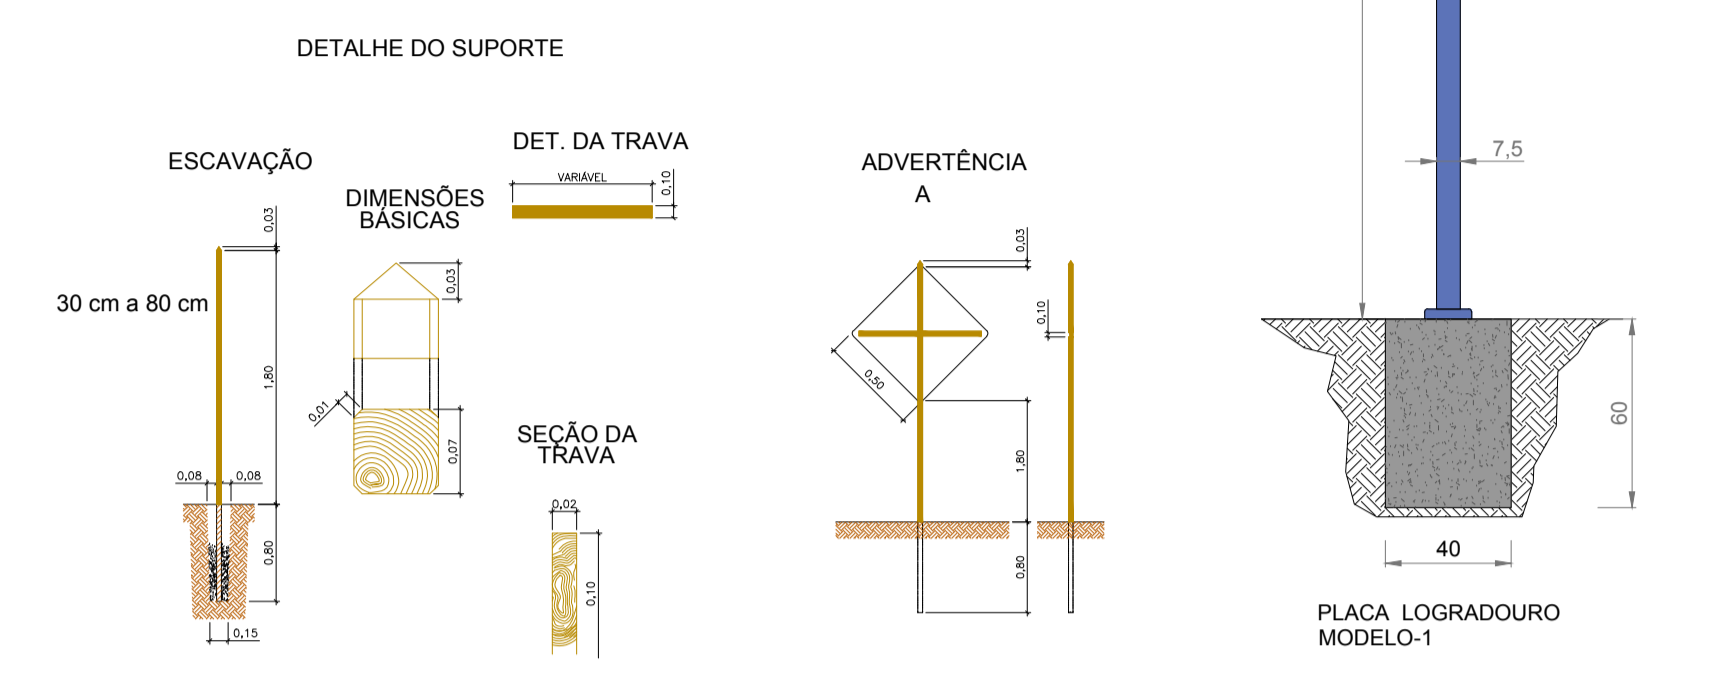 DETALHE DO SUPORTE
ESCAVAÇÃO
0,03
30 cm a 80 cm
1,80
0,08
0,08
0,80
0,15
DIMENSÕES
BÁSICAS
0,03
0,01
0,07
DET. DA TRAVA
VARIÁVEL
0,10
SEÇÃO DA
TRAVA
0,02
0,10
ADVERTÊNCIA
A
0,03
0,10
0,50
1,80
0,80
7,5
60
40
PLACA LOGRADOURO
MODELO-1